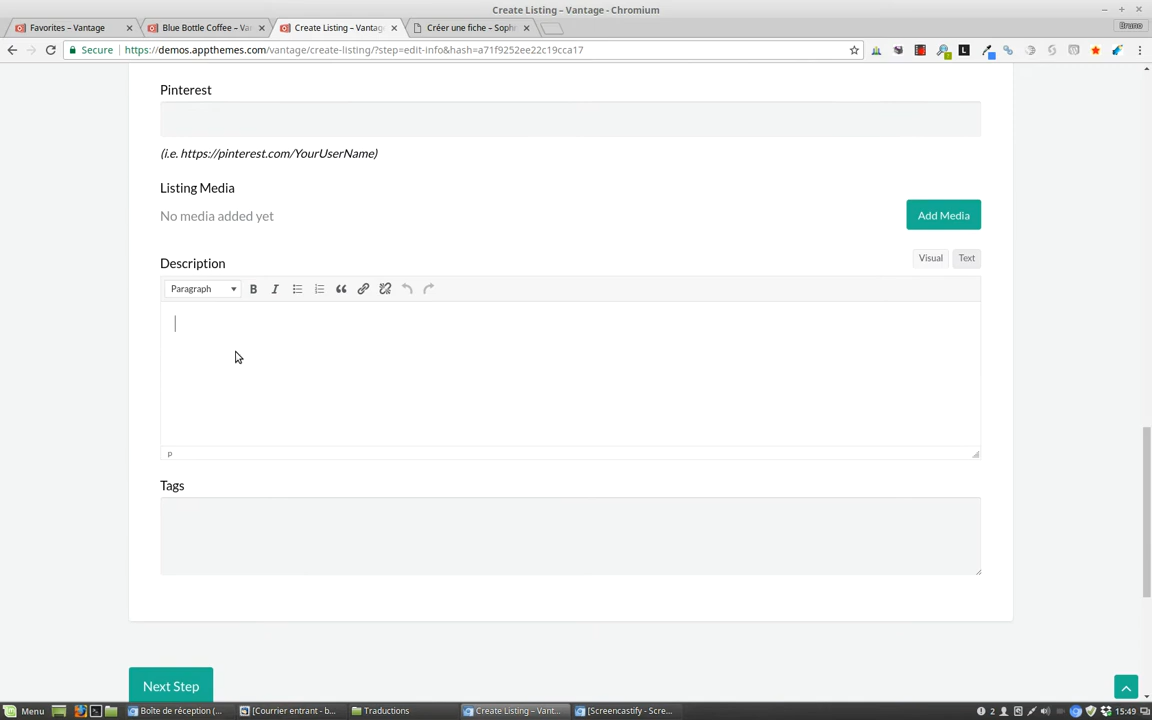 Create Listing – Vantage - Chromium
Favorites – Vantage
Blue Bottle Coffee – Va
Create Listing – Vantage
Créer une fiche – Soph
Bruno
Secure
https://demos.appthemes.com/vantage/create-listing/?step=edit-info&hash=a71f9252ee22c19cca17
Pinterest
(i.e. https://pinterest.com/YourUserName)
Listing Media
No media added yet
Add Media
Description
Visual
Text
Paragraph
B
I
P
Tags
Next Step
Menu
Boîte de réception (...
[Courrier entrant - b...
Traductions
Create Listing – Vant...
[Screencastify - Scre...
2
15:49